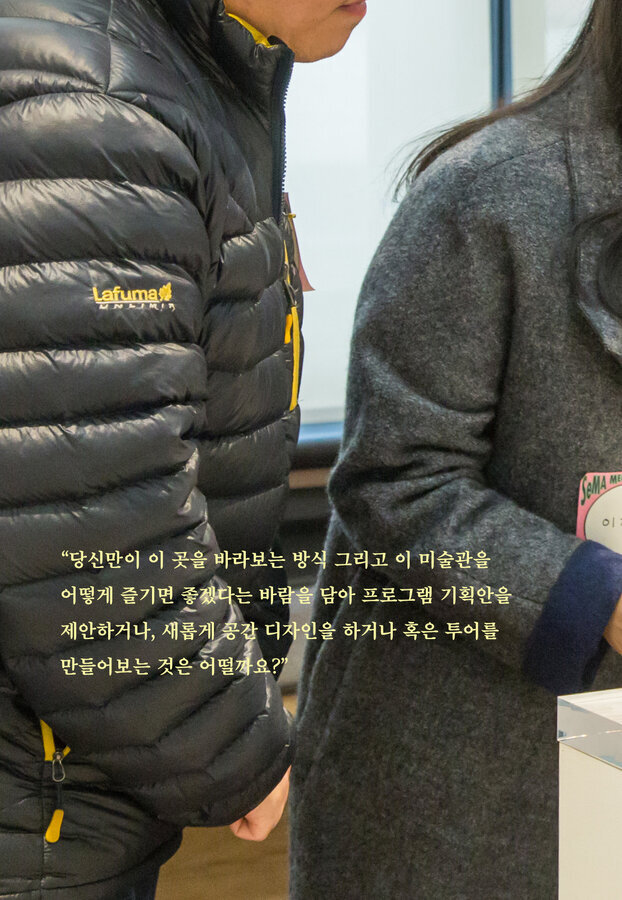 Lafuma
SeMA
"당신만이 이 곳을 바라보는 방식 그리고 이 미술관을
어떻게 즐기면 좋겠다는 바람을 담아 프로그램 기획안을
제안하거나, 새롭게 공간 디자인을 하거나 혹은 투어를
만들어보는 것은 어떨까요?"